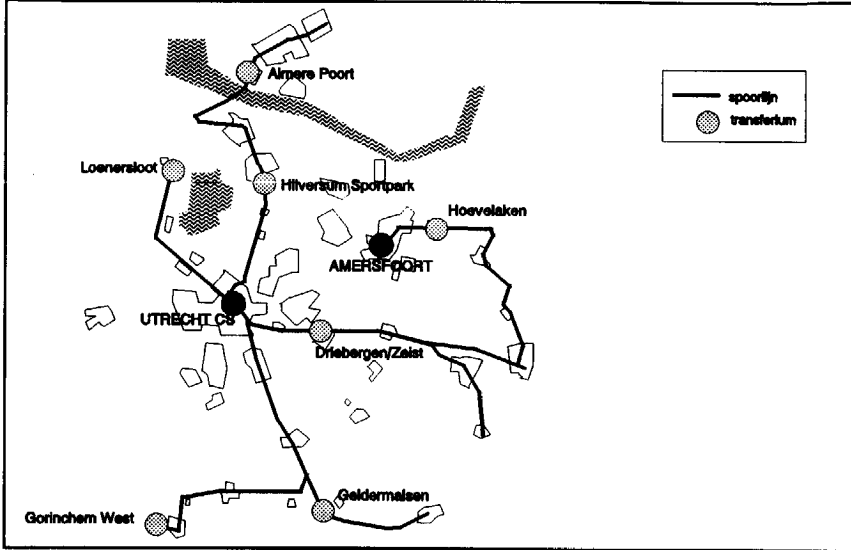 Almere Poort
spoorlijn
transferium
Loenersloot
Hilversum Sportpark
Hoevelaken
AMERSFOORT
UTRECHT CS
Driebergen/Zeist
Geldermalsen
Gorinchem West